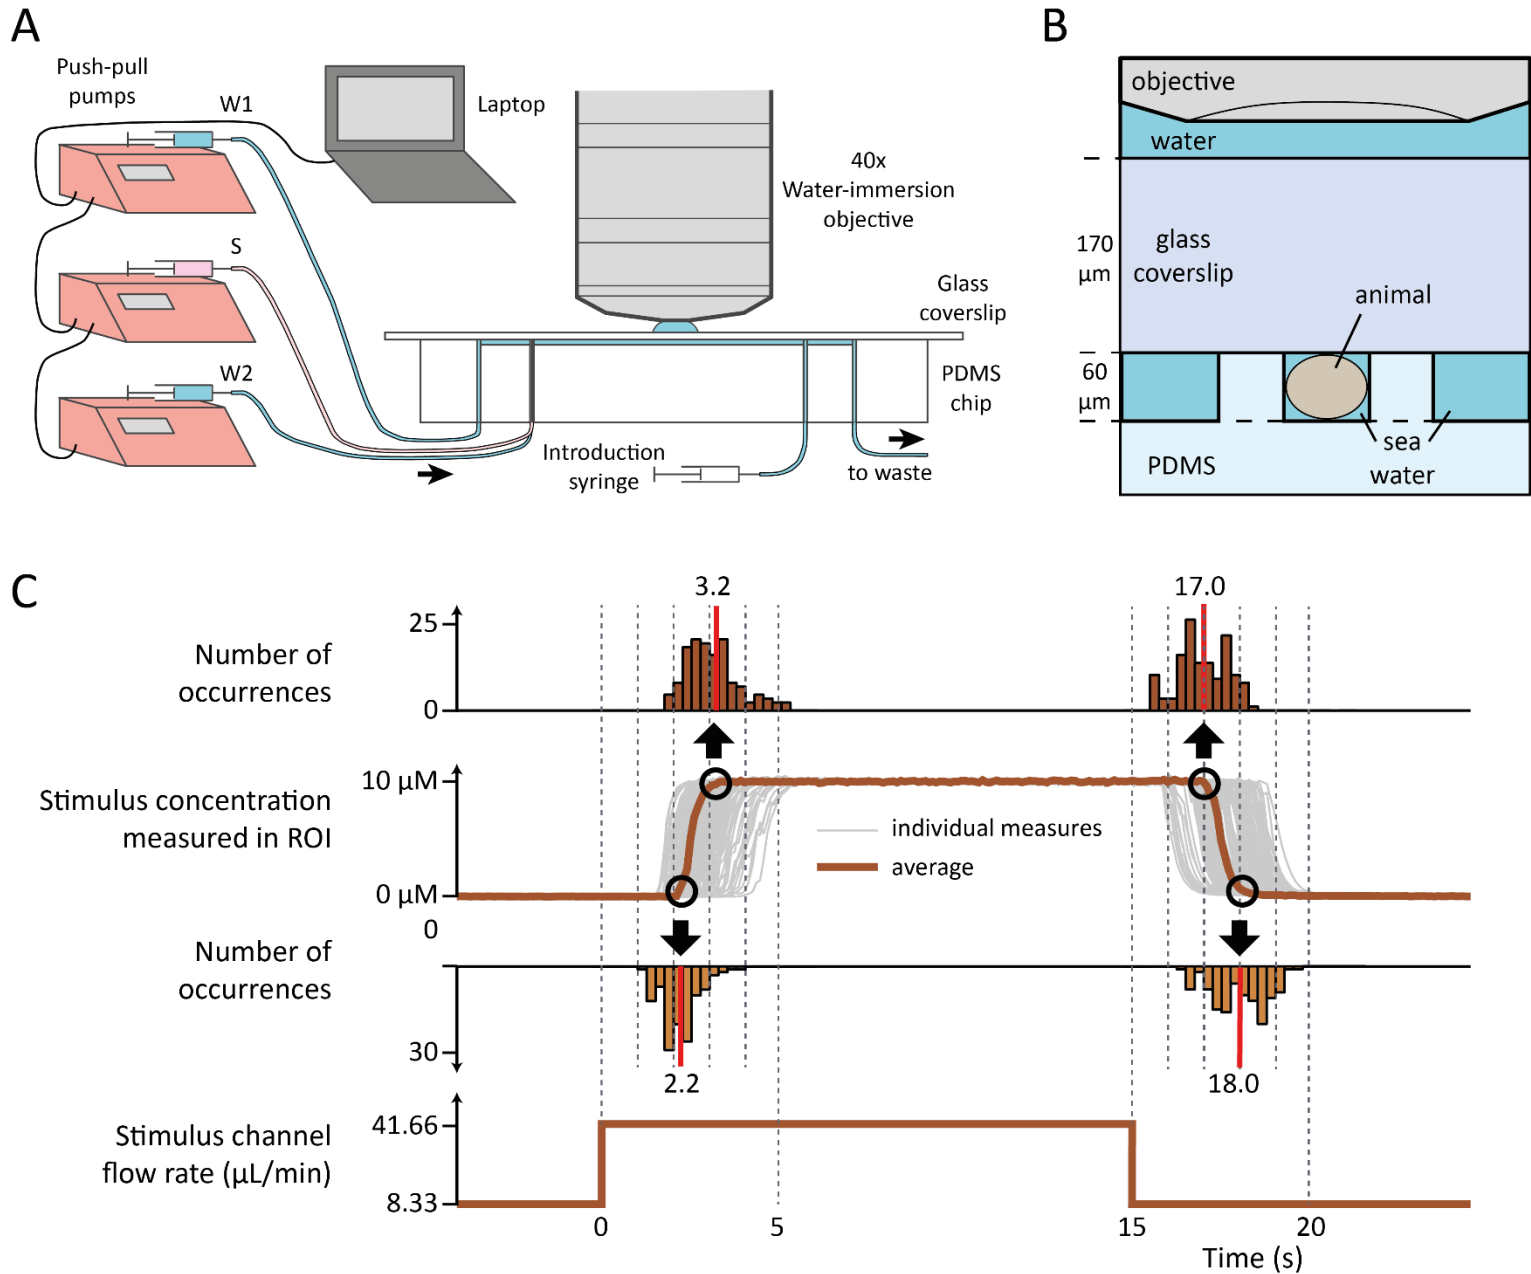 A
Push-pull
pumps
W1
Laptop
S
W2
40x
Water-immersion
objective
Glass
coverslip
PDMS
chip
Introduction
syringe
to waste
B
objective
water
170
µm
glass
coverslip
animal
60
µm
sea
water
PDMS
C
3.2
17.0
25
Number of
occurrences
0
10 µM
Stimulus concentration
measured in ROI
individual measures
average
0 µM
0
Number of
occurrences
30
2.2
18.0
41.66
Stimulus channel
flow rate (µL/min)
8.33
0
5
15
20
Time (s)